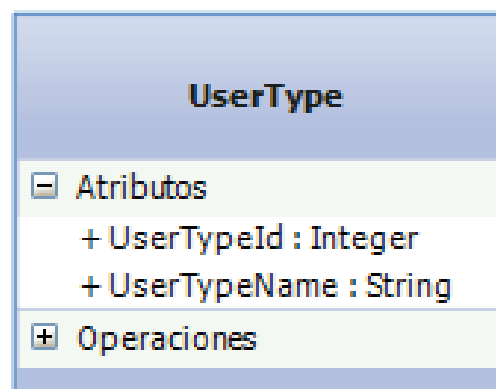 UserType
Atributos
+ UserTypeId : Integer
+ UserTypeName : String
Operaciones